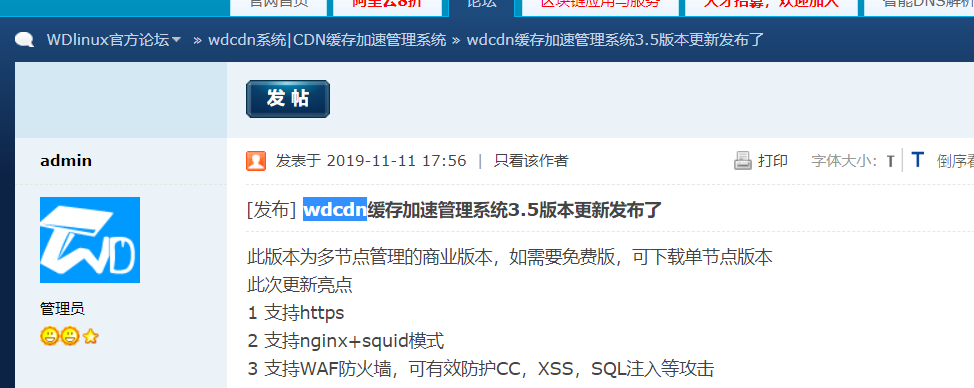 官网首页 阿里云8折 论坛 区块链应用与服务 人才招募，欢迎加入 智能DNS解析
WDlinux官方论坛 » wdcdn系统|CDN缓存加速管理系统 » wdcdn缓存加速管理系统3.5版本更新发布了
发帖
admin
发表于 2019-11-11 17:56 | 只看该作者
打印 字体大小: T T 倒序看
[发布] wdcdn缓存加速管理系统3.5版本更新发布了
WD
此版本为多节点管理的商业版本，如需要免费版，可下载单节点版本
此次更新亮点
管理员
1 支持https
2 支持nginx+squid模式
3 支持WAF防火墙，可有效防护CC，XSS，SQL注入等攻击